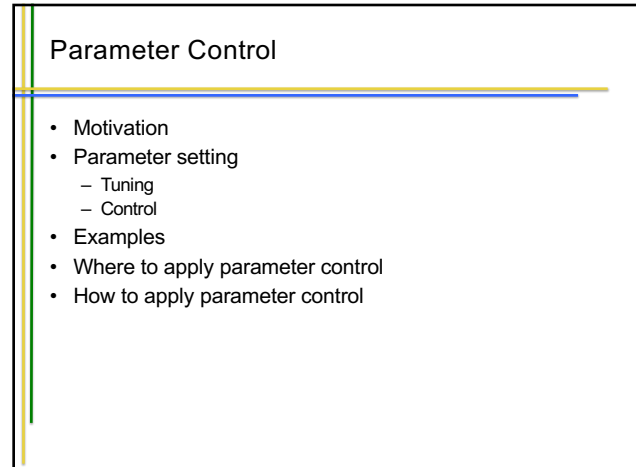 Parameter Control
• Motivation
• Parameter setting
– Tuning
– Control
• Examples
• Where to apply parameter control
• How to apply parameter control